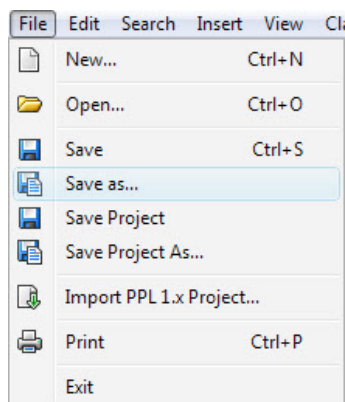 File Edit Search Insert View Cl
New... Ctrl+N
Open... Ctrl+O
Save Ctrl+S
Save as...
Save Project
Save Project As...
Import PPL 1.x Project...
Print Ctrl+P
Exit